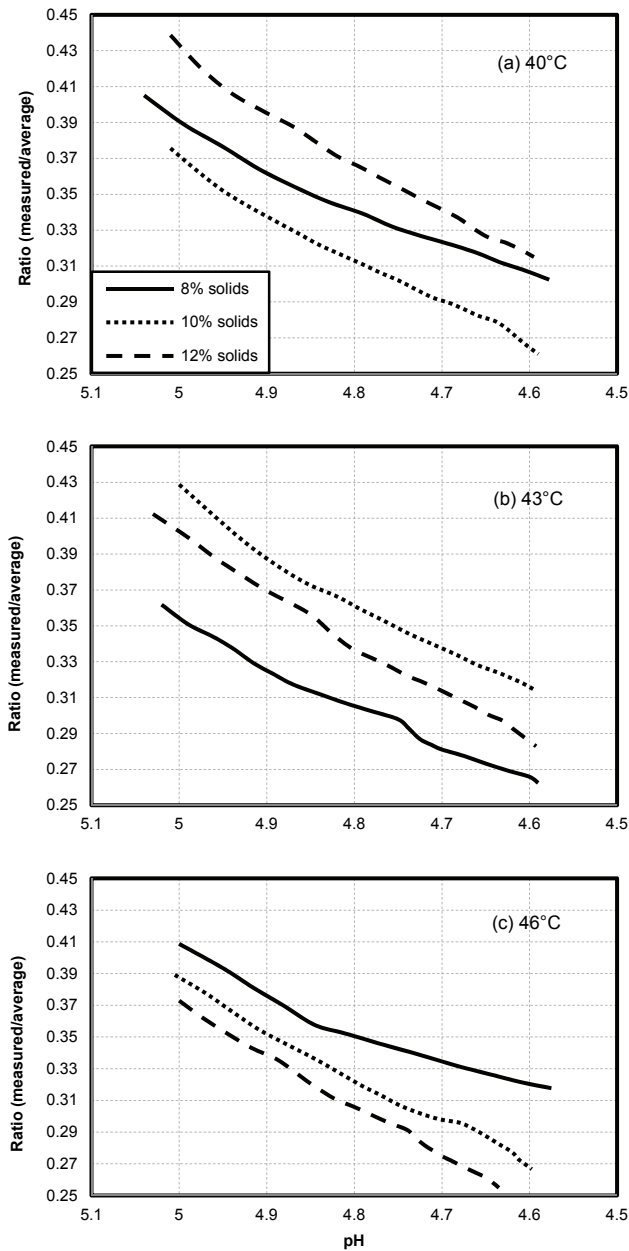 0.45
0.43
0.41
0.39
0.37
0.35
0.33
0.31
0.29
0.27
0.25
Ratio (measured/average)
(a) 40°C
8% solids
10% solids
12% solids
5.1 5 4.9 4.8 4.7 4.6 4.5
0.45
0.43
0.41
0.39
0.37
0.35
0.33
0.31
0.29
0.27
0.25
Ratio (measured/average)
(b) 43°C
5.1 5 4.9 4.8 4.7 4.6 4.5
0.45
0.43
0.41
0.39
0.37
0.35
0.33
0.31
0.29
0.27
0.25
Ratio (measured/average)
(c) 46°C
5.1 5 4.9 4.8 4.7 4.6 4.5
pH